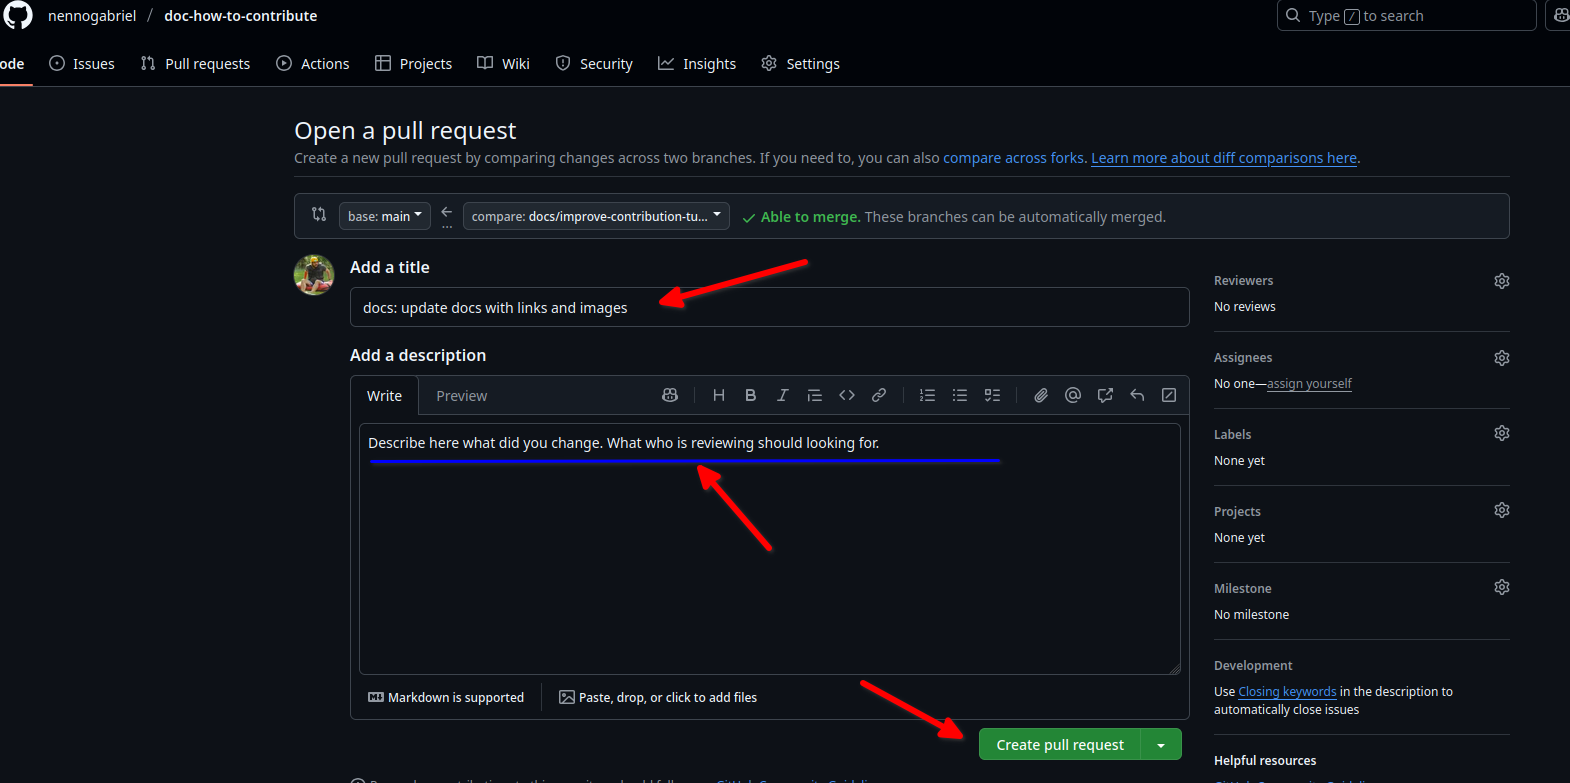 nennogabriel / doc-how-to-contribute
Type / to search
ode Issues Pull requests Actions Projects Wiki Security Insights Settings
Open a pull request
Create a new pull request by comparing changes across two branches. If you need to, you can also compare across forks. Learn more about diff comparisons here.
base: main compare: docs/improve-contribution-tu... Able to merge. These branches can be automatically merged.
Add a title
docs: update docs with links and images
Add a description
Write Preview
Describe here what did you change. What who is reviewing should looking for.
Markdown is supported Paste, drop, or click to add files
Create pull request
Reviewers
No reviews
Assignees
No one—assign yourself
Labels
None yet
Projects
None yet
Milestone
No milestone
Development
Use Closing keywords in the description to
automatically close issues
Helpful resources